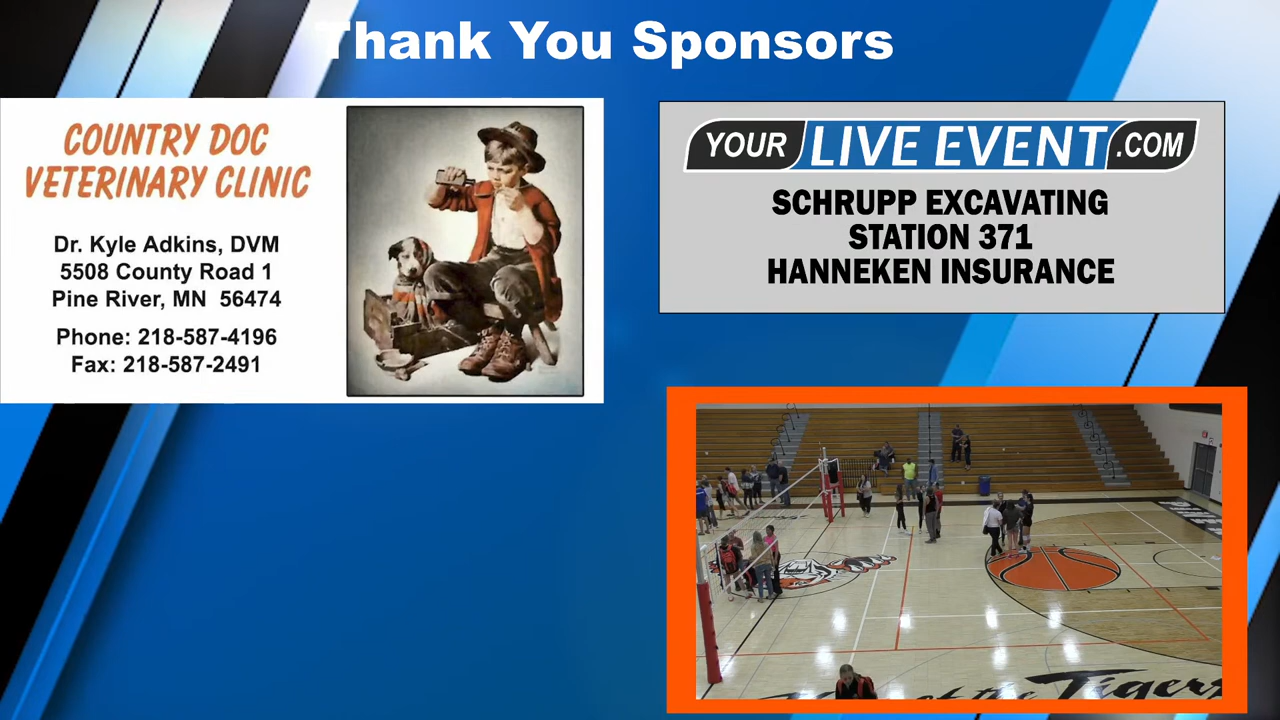 Thank You Sponsors
COUNTRY DOC
VETERINARY CLINIC
Dr. Kyle Adkins, DVM
5508 County Road 1
Pine River, MN 56474
Phone: 218-587-4196
Fax: 218-587-2491
YOUR LIVE EVENT .COM
SCHRUPP EXCAVATING
STATION 371
HANNEKEN INSURANCE
of the Tigers